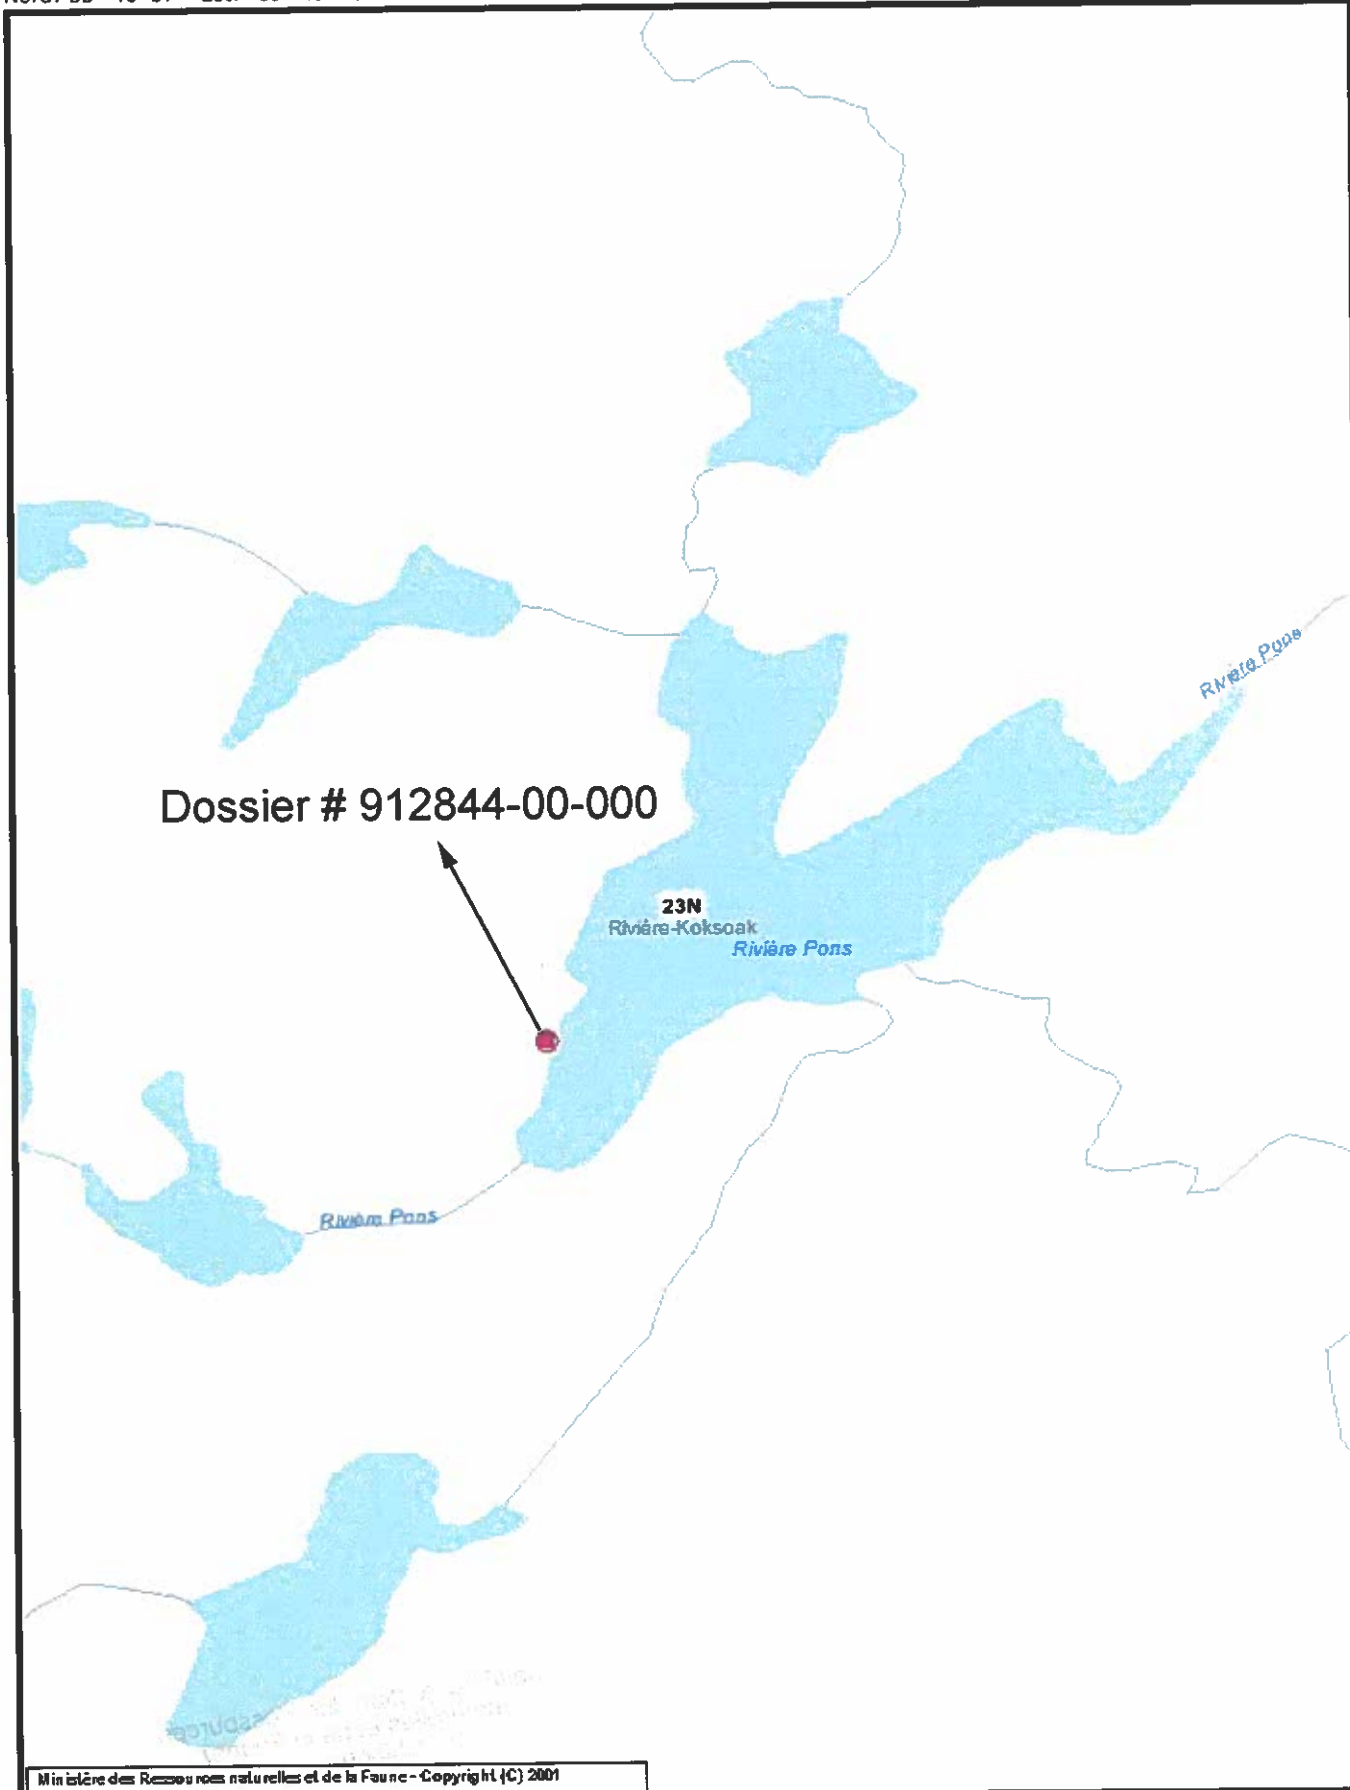 Rivière Pons
Dossier # 912844-00-000
23N
Rivière-Koksoak
Rivière Pons
Rivière Pons
Ministère des Ressources naturelles et de la Faune - Copyright (C) 2001